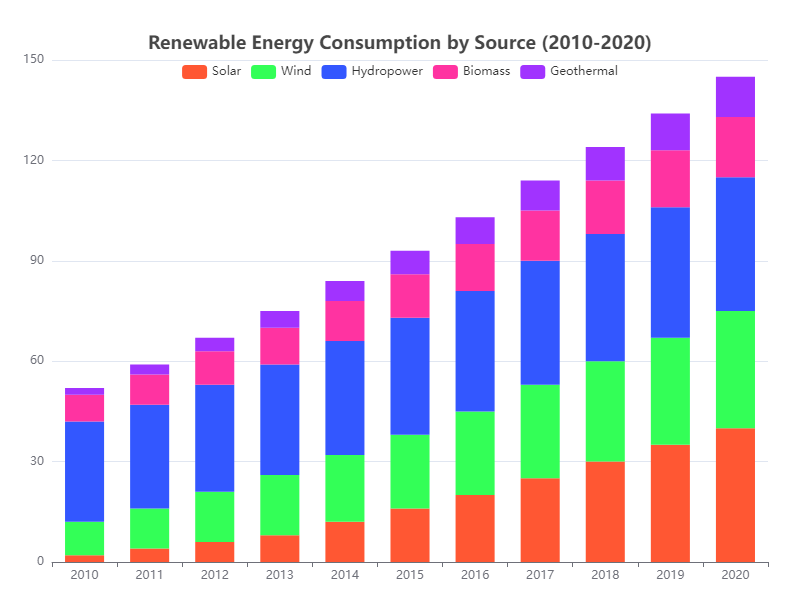 Renewable Energy Consumption by Source (2010-2020)
Solar Wind Hydropower Biomass Geothermal
150
120
90
60
30
0
2010 2011 2012 2013 2014 2015 2016 2017 2018 2019 2020